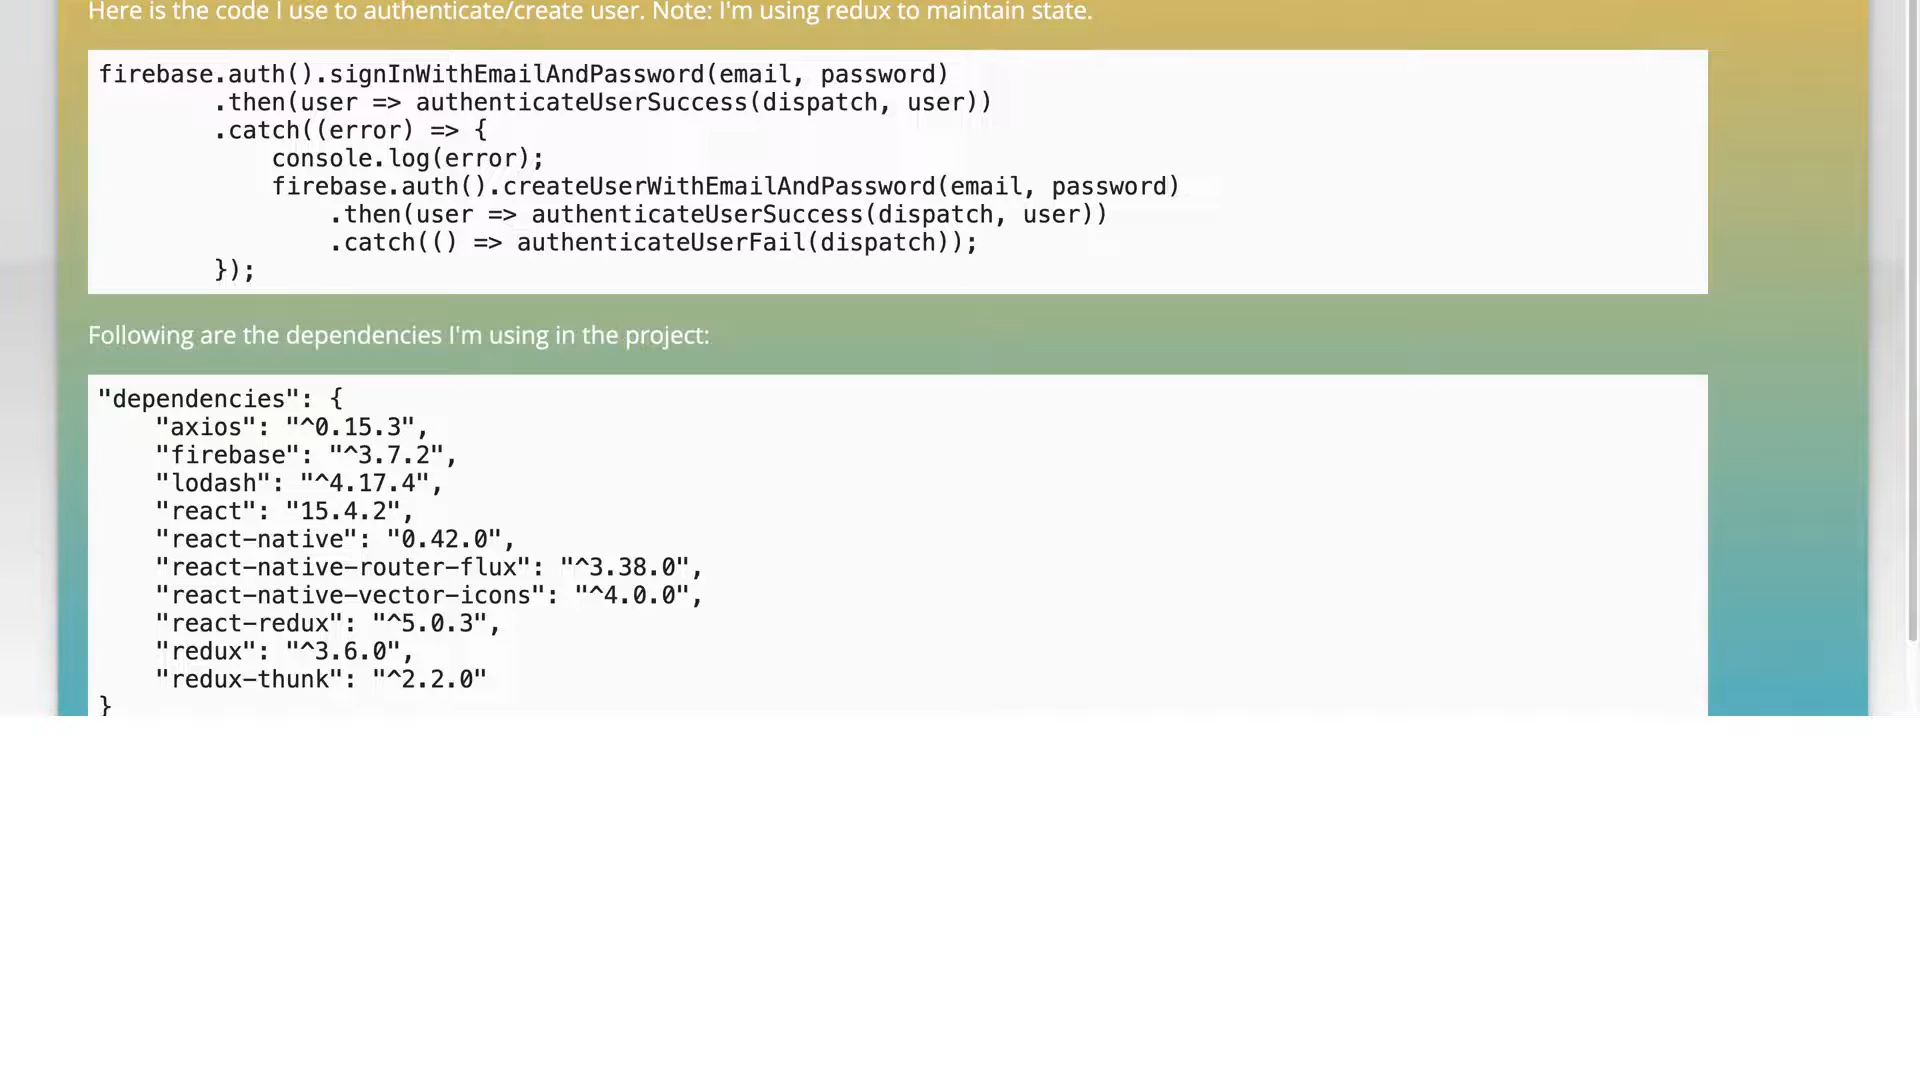 Here is the code I use to authenticate/create user. Note: I'm using redux to maintain state.
firebase.auth().signInWithEmailAndPassword(email, password)
        .then(user => authenticateUserSuccess(dispatch, user))
        .catch((error) => {
            console.log(error);
            firebase.auth().createUserWithEmailAndPassword(email, password)
                .then(user => authenticateUserSuccess(dispatch, user))
                .catch(() => authenticateUserFail(dispatch));
        });
Following are the dependencies I'm using in the project:
"dependencies": {
    "axios": "^0.15.3",
    "firebase": "^3.7.2",
    "lodash": "^4.17.4",
    "react": "15.4.2",
    "react-native": "0.42.0",
    "react-native-router-flux": "^3.38.0",
    "react-native-vector-icons": "^4.0.0",
    "react-redux": "^5.0.3",
    "redux": "^3.6.0",
    "redux-thunk": "^2.2.0"
}